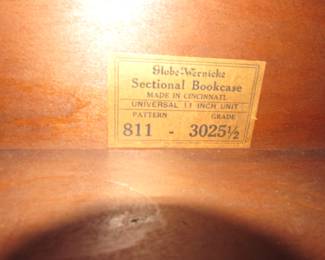 Globe-Wernicke
Sectional Bookcase
MADE IN CINCINNATI
UNIVERSAL 11 INCH UNIT
PATTERN GRADE
811 - 3025½